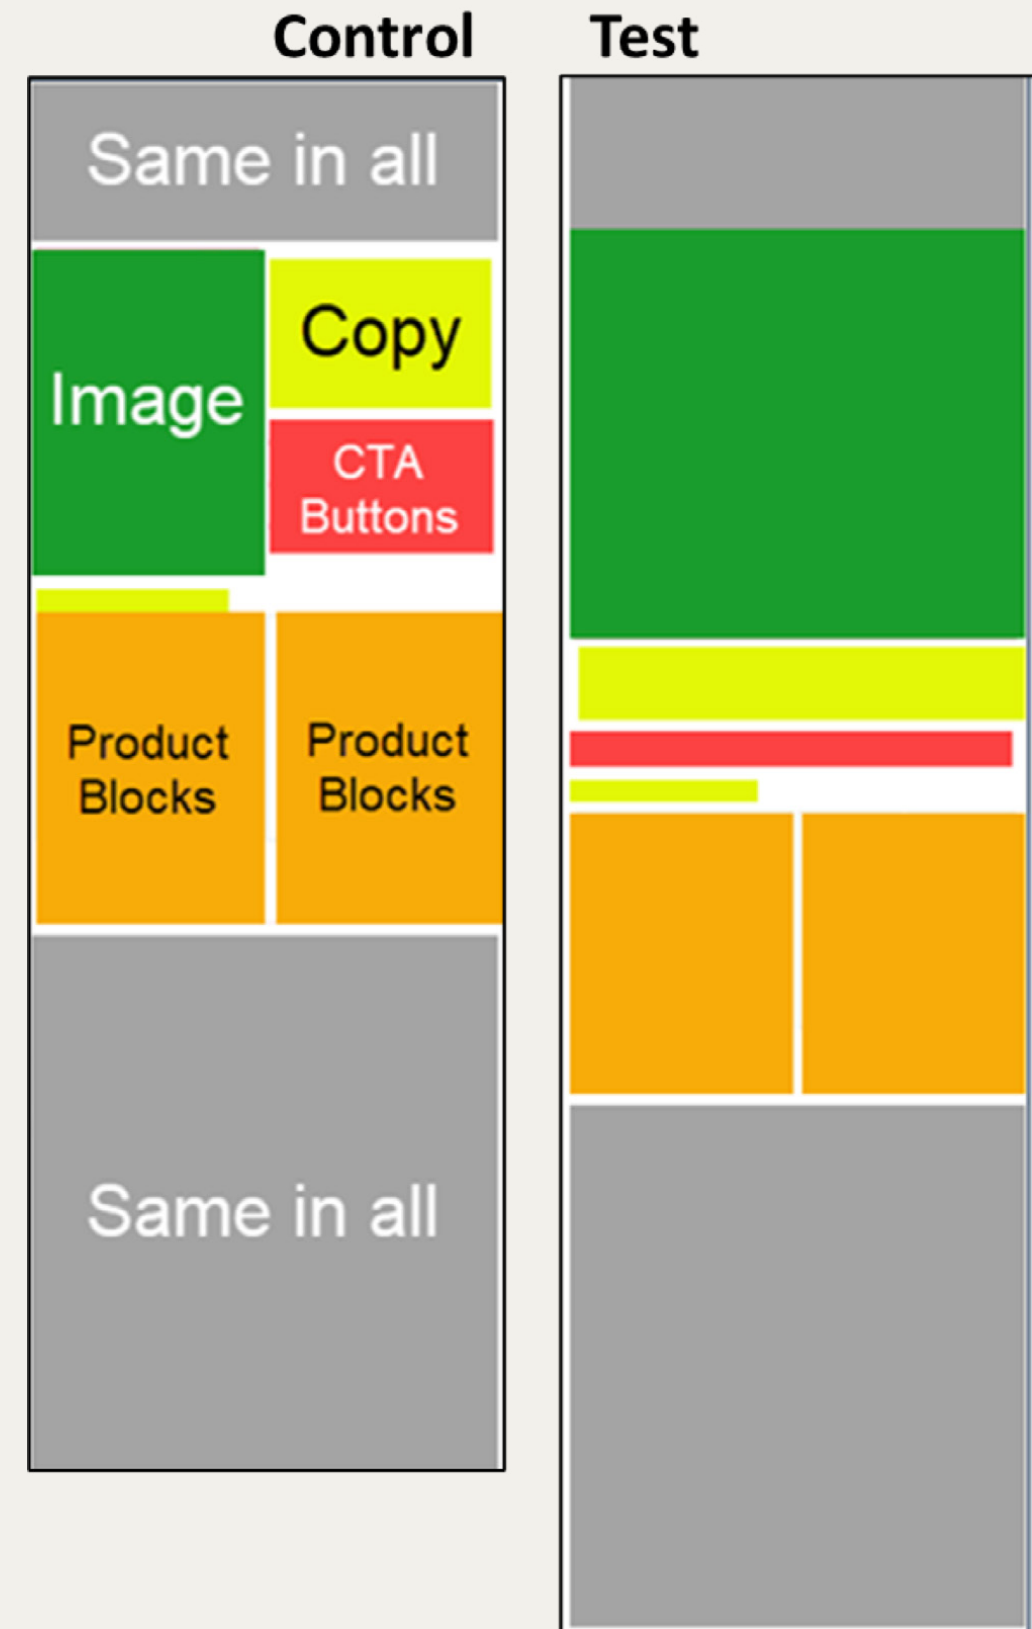 Control
Test
Same in all
Image
Copy
CTA
Buttons
Product
Blocks
Product
Blocks
Same in all